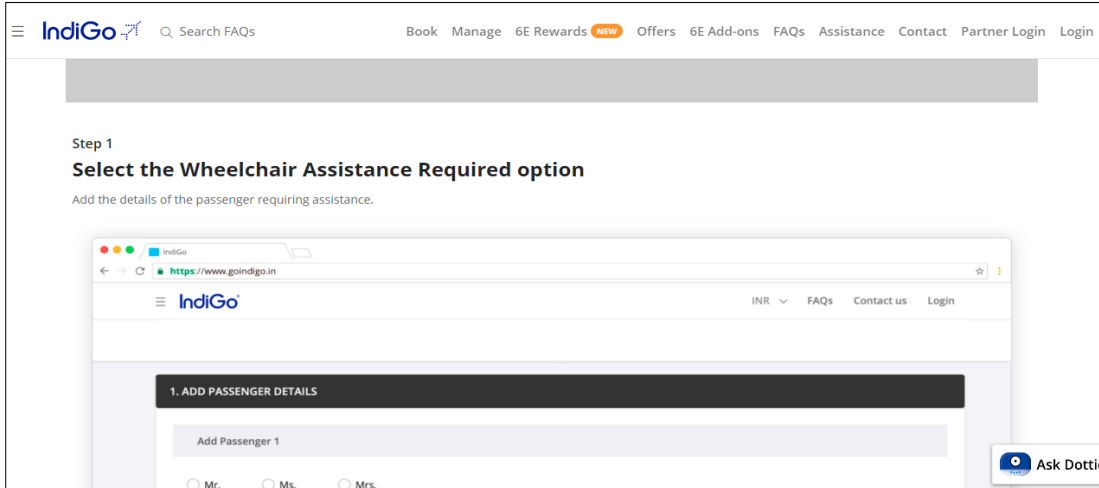 IndiGo Search FAQs Book Manage 6E Rewards NEW Offers 6E Add-ons FAQs Assistance Contact Partner Login Login
Step 1
Select the Wheelchair Assistance Required option
Add the details of the passenger requiring assistance.
IndiGo
https://www.goindigo.in
IndiGo INR FAQs Contact us Login
1. ADD PASSENGER DETAILS
Add Passenger 1
Mr. Ms. Mrs.
Ask Dottie